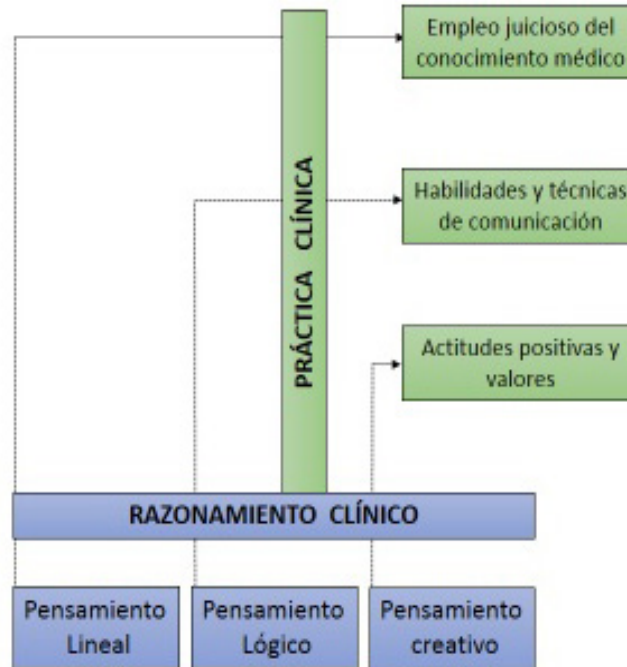 Empleo juicioso del
conocimiento médico
Habilidades y técnicas
de comunicación
PRÁCTICA CLÍNICA
Actitudes positivas y
valores
RAZONAMIENTO CLÍNICO
Pensamiento
Lineal
Pensamiento
Lógico
Pensamiento
creativo